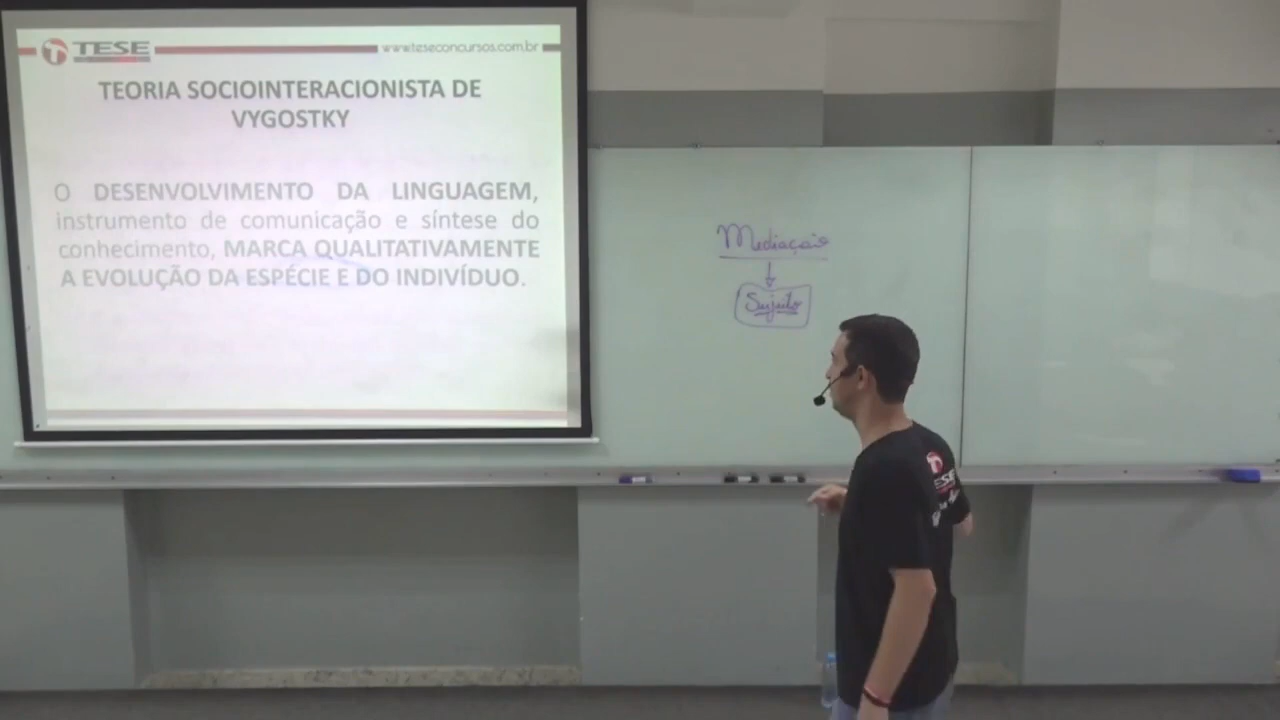 TESE
www.teseconcursos.com.br
TEORIA SOCIOINTERACIONISTA DE
VYGOSTKY
O DESENVOLVIMENTO DA LINGUAGEM,
instrumento de comunicação e síntese do
conhecimento, MARCA QUALITATIVAMENTE
A EVOLUÇÃO DA ESPÉCIE E DO INDIVÍDUO.
Mediação
Sujeito
TESE